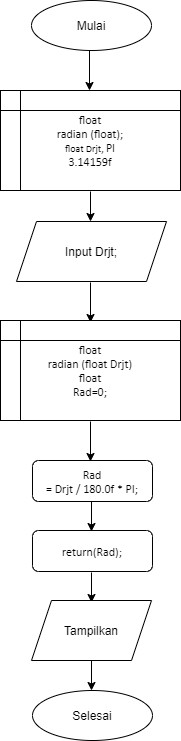 Mulai
float
radian (float);
float Drjt, PI
3.14159f
Input Drjt;
float
radian (float Drjt)
float
Rad=0;
Rad
= Drjt / 180.0f * PI;
return(Rad);
Tampilkan
Selesai